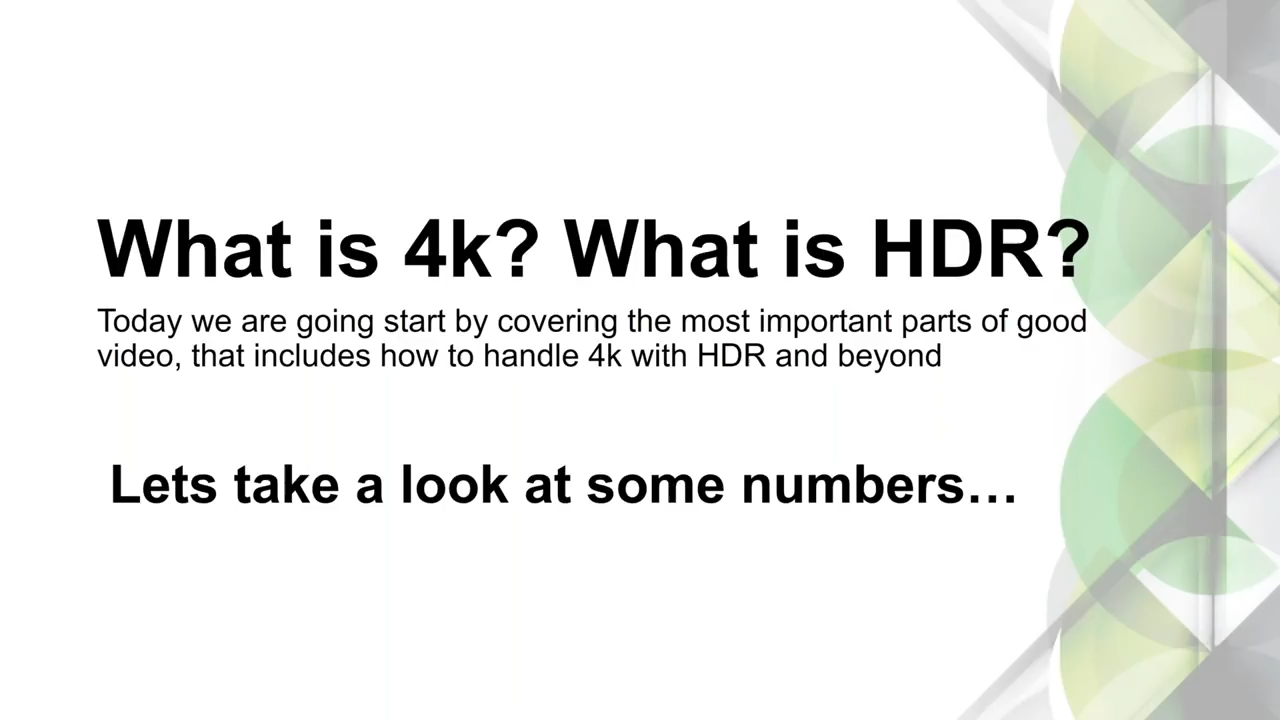 What is 4k? What is HDR?
Today we are going start by covering the most important parts of good
video, that includes how to handle 4k with HDR and beyond
Lets take a look at some numbers…